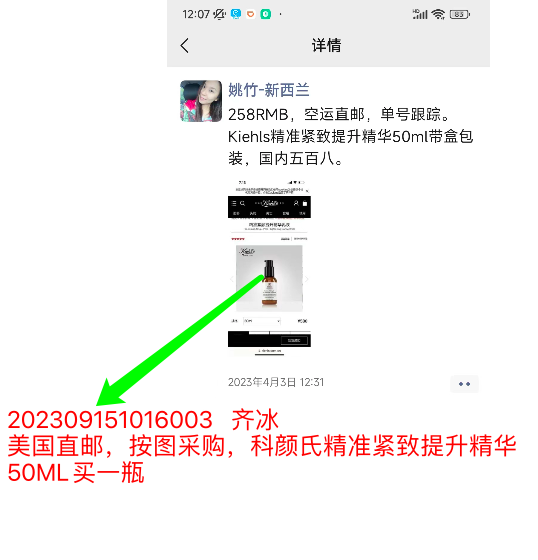 12:07
HD
83
详情
姚竹-新西兰
258RMB，空运直邮，单号跟踪。
Kiehls精准紧致提升精华50ml带盒包
装，国内五百八。
2023年4月3日 12:31
202309151016003 齐冰
美国直邮，按图采购，科颜氏精准紧致提升精华
50ML买一瓶